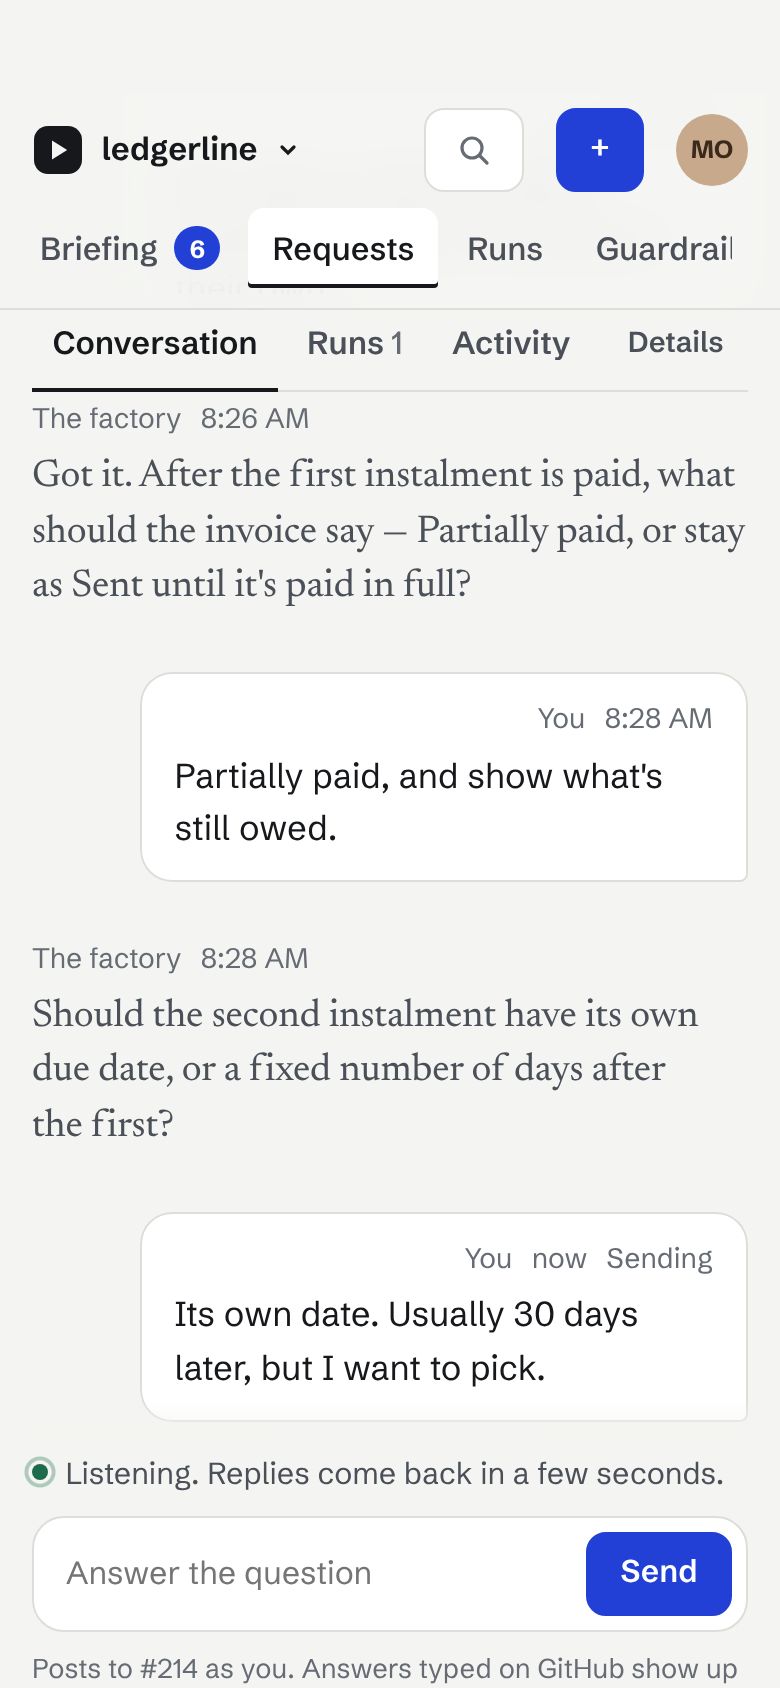 ledgerline
+
MO
Briefing 6
Requests
Runs
Guardrail
Conversation
Runs 1
Activity
Details
The factory 8:26 AM
Got it. After the first instalment is paid, what
should the invoice say — Partially paid, or stay
as Sent until it's paid in full?
You 8:28 AM
Partially paid, and show what's
still owed.
The factory 8:28 AM
Should the second instalment have its own
due date, or a fixed number of days after
the first?
You now Sending
Its own date. Usually 30 days
later, but I want to pick.
Listening. Replies come back in a few seconds.
Answer the question
Send
Posts to #214 as you. Answers typed on GitHub show up